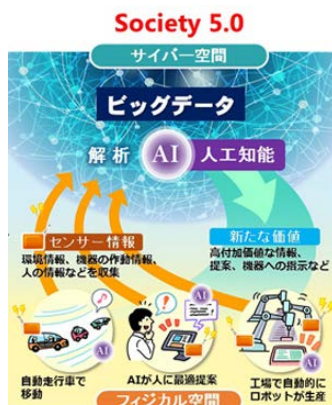 Society 5.0
サイバー空間
ビッグデータ
解析 AI 人工知能
センサー情報
環境情報、機器の作動情報、
人の情報などを収集
新たな価値
高付加価値な情報、
提案、機器への指示など
AI
AI
AI
自動走行車で
移動
AIが人に最適提案
工場で自動的に
ロボットが生産
フィジカル空間